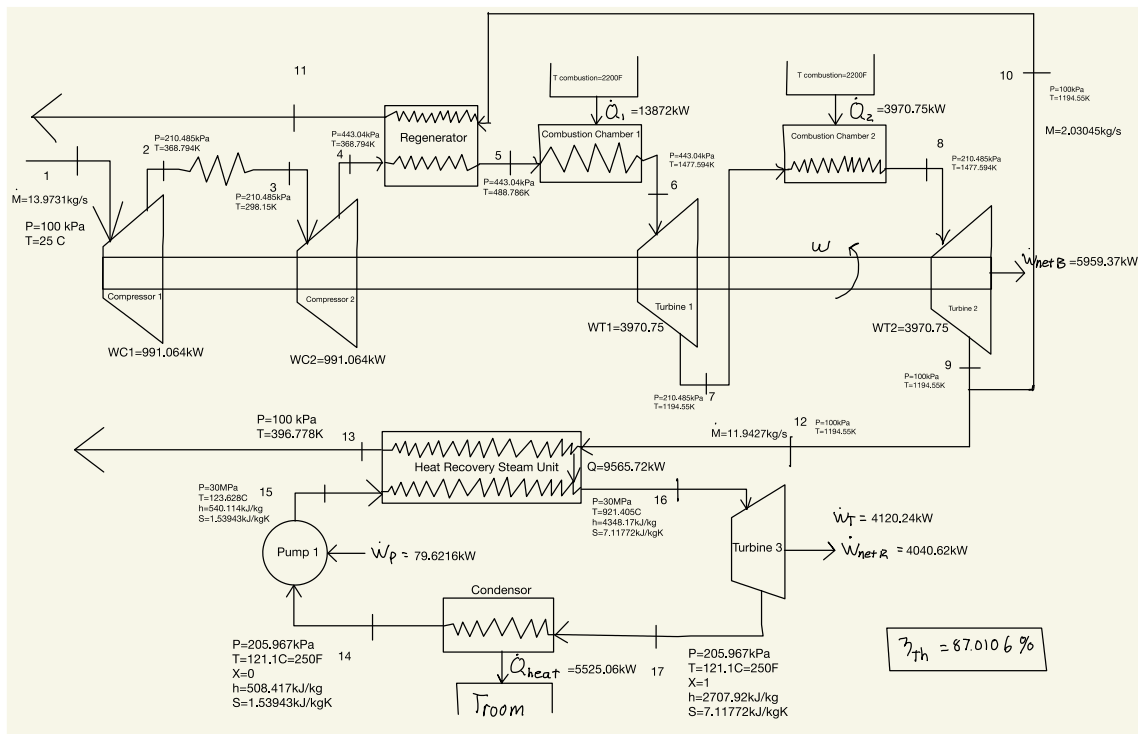 11
T combustion=2200F
Q̇₁ =13872kW
T combustion=2200F
Q̇₂ =3970.75kW
10
P=100kPa
T=1194.55K
Ṁ=2.03045kg/s
Regenerator
Combustion Chamber 1
Combustion Chamber 2
2
P=210.485kPa
T=368.794K
3
P=210.485kPa
T=298.15K
P=443.04kPa
T=368.794K
4
5
P=443.04kPa
T=488.786K
P=443.04kPa
T=1477.594K
6
8
P=210.485kPa
T=1477.594K
1
Ṁ=13.9731kg/s
P=100 kPa
T=25 C
ω
Ẇnet B =5959.37kW
Compressor 1
Compressor 2
Turbine 1
Turbine 2
WC1=991.064kW
WC2=991.064kW
WT1=3970.75
WT2=3970.75
P=210.485kPa
T=1194.55K
7
9
P=100kPa
T=1194.55K
P=100 kPa
T=396.778K
13
Ṁ=11.9427kg/s
12
P=100kPa
T=1194.55K
Heat Recovery Steam Unit
Q=9565.72kW
15
P=30MPa
T=123.628C
h=540.114kJ/kg
S=1.53943kJ/kgK
P=30MPa
T=921.405C
h=4348.17kJ/kg
S=7.11772kJ/kgK
16
Pump 1
Ẇp = 79.6216kW
Turbine 3
ẆT = 4120.24kW
Ẇnet R = 4040.62kW
Condensor
P=205.967kPa
T=121.1C=250F
X=0
h=508.417kJ/kg
S=1.53943kJ/kgK
14
Q̇heat =5525.06kW
Troom
17
P=205.967kPa
T=121.1C=250F
X=1
h=2707.92kJ/kg
S=7.11772kJ/kgK
ηth =87.0106%